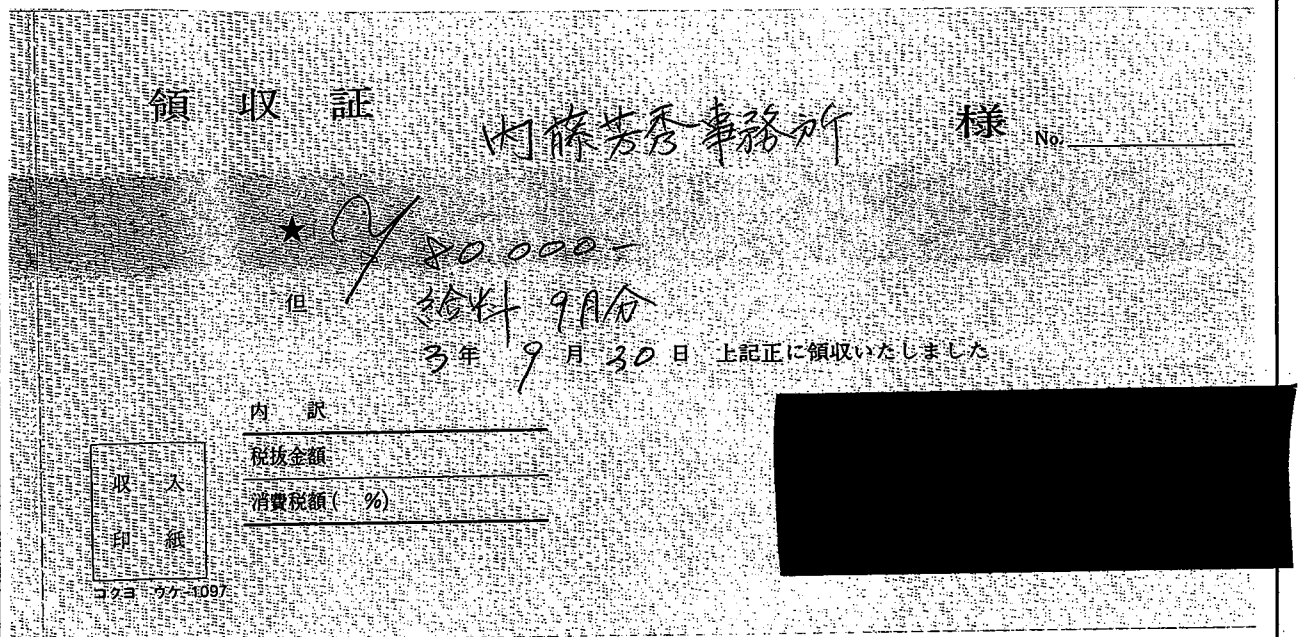 領収証 内藤芳秀事務所 様 No.
★ ¥80,000-
但 給料 9月分
3年 9月 30日 上記正に領収いたしました
内訳
税抜金額
消費税額( %)
収入
印紙
コクヨ ウケ-1097